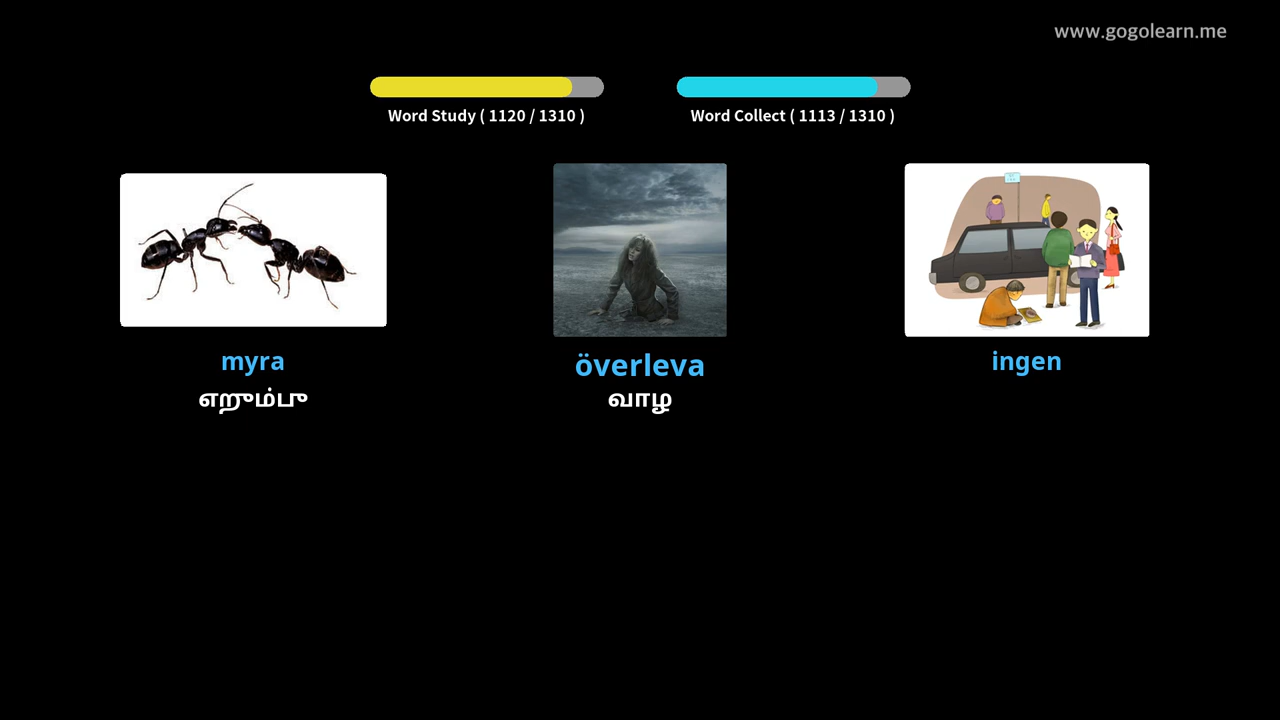 www.gogolearn.me
Word Study ( 1120 / 1310 )
Word Collect ( 1113 / 1310 )
myra
överleva
ingen
எறும்பு
வாழ